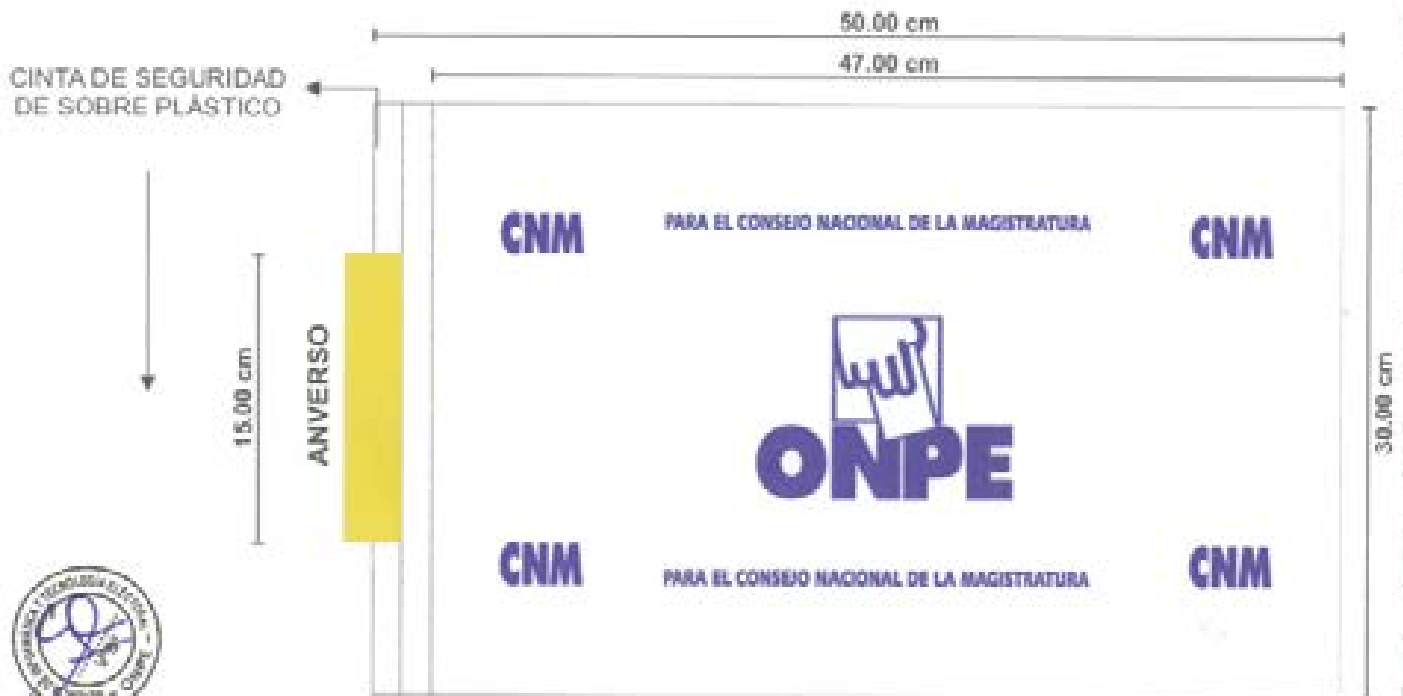 50.00 cm
47.00 cm
CINTA DE SEGURIDAD
DE SOBRE PLÁSTICO
CNM
PARA EL CONSEJO NACIONAL DE LA MAGISTRATURA
CNM
15.00 cm
ANVERSO
ONPE
30.00 cm
CNM
PARA EL CONSEJO NACIONAL DE LA MAGISTRATURA
CNM